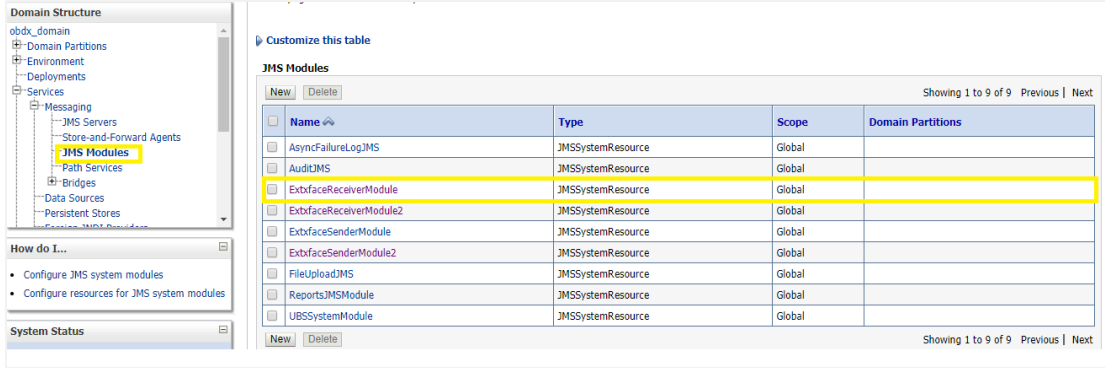 Domain Structure
obdx_domain
Domain Partitions
Environment
Deployments
Services
Messaging
JMS Servers
Store-and-Forward Agents
JMS Modules
Path Services
Bridges
Data Sources
Persistent Stores
Foreign JNDI Providers
How do I...
Configure JMS system modules
Configure resources for JMS system modules
System Status
Customize this table
JMS Modules
New Delete Showing 1 to 9 of 9 Previous | Next
Name Type Scope Domain Partitions
AsyncFailureLogJMS JMSSystemResource Global
AuditJMS JMSSystemResource Global
ExtxfaceReceiverModule JMSSystemResource Global
ExtxfaceReceiverModule2 JMSSystemResource Global
ExtxfaceSenderModule JMSSystemResource Global
ExtxfaceSenderModule2 JMSSystemResource Global
FileUploadJMS JMSSystemResource Global
ReportsJMSModule JMSSystemResource Global
UBSSystemModule JMSSystemResource Global
New Delete Showing 1 to 9 of 9 Previous | Next